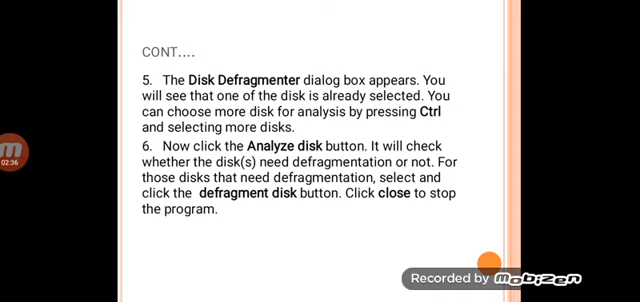 CONT....
5. The Disk Defragmenter dialog box appears. You
will see that one of the disk is already selected. You
can choose more disk for analysis by pressing Ctrl
and selecting more disks.
6. Now click the Analyze disk button. It will check
whether the disk(s) need defragmentation or not. For
those disks that need defragmentation, select and
click the defragment disk button. Click close to stop
the program.
02:36
Recorded by mobizen